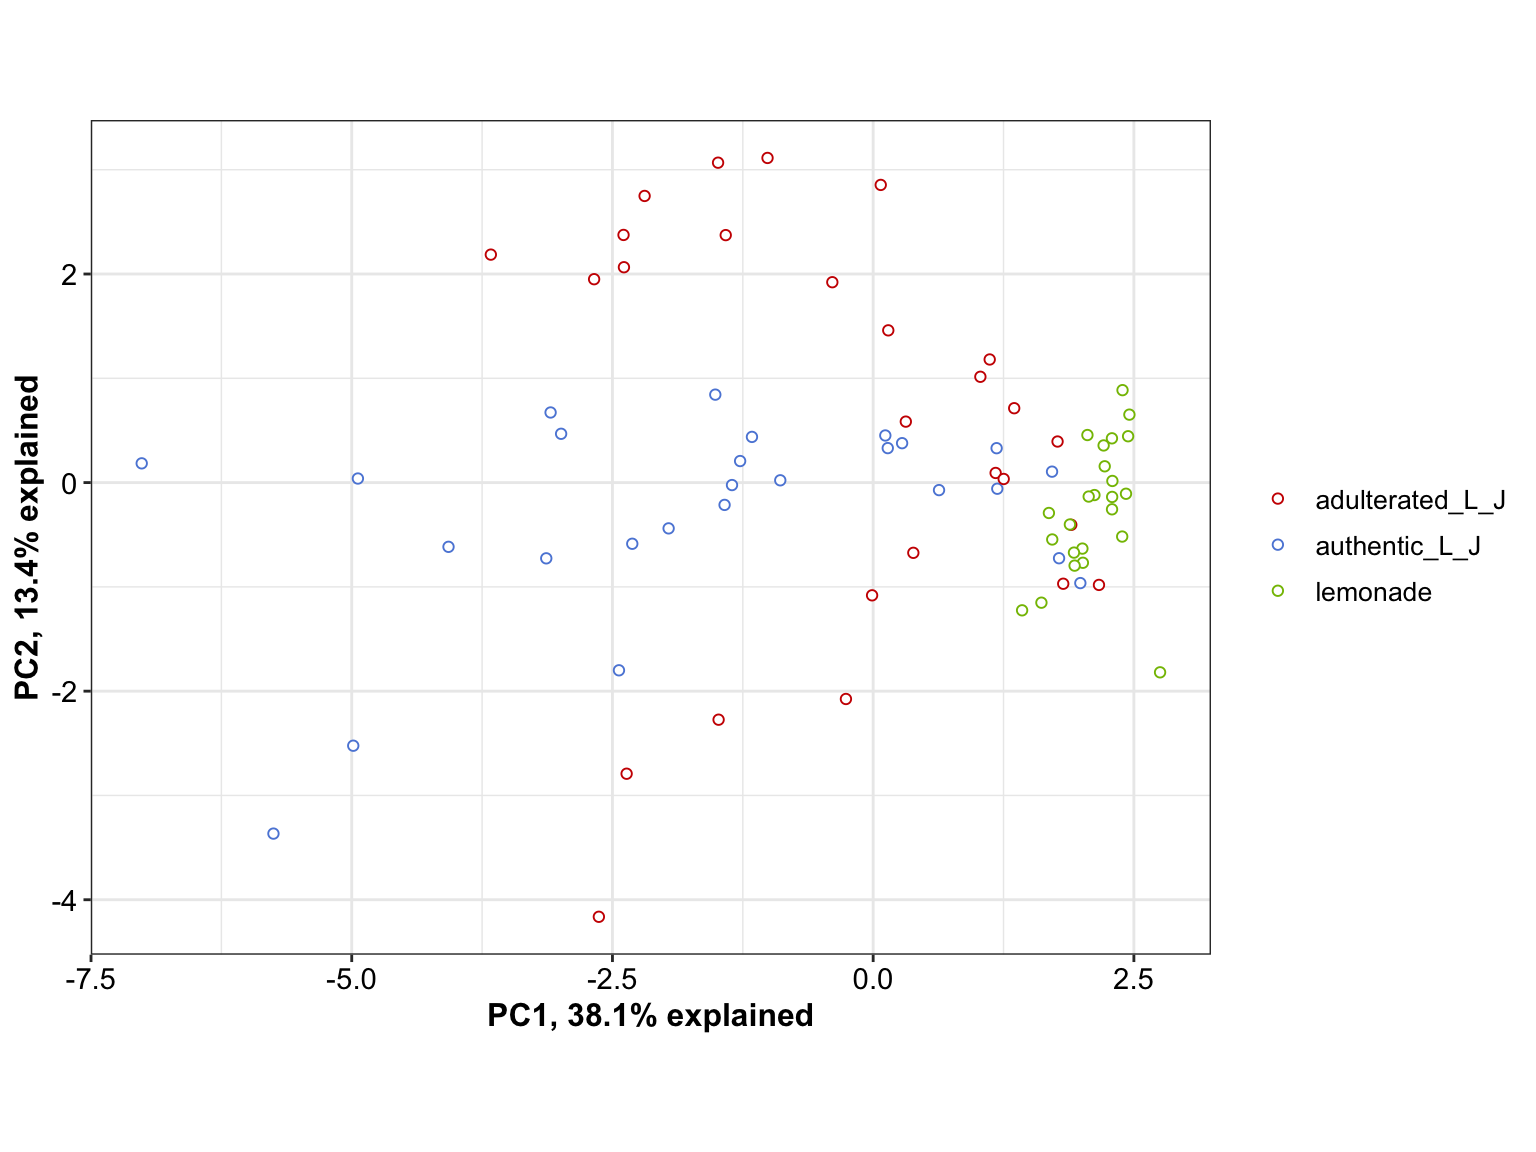 PC2, 13.4% explained
2
0
-2
-4
-7.5 -5.0 -2.5 0.0 2.5
PC1, 38.1% explained
adulterated_L_J
authentic_L_J
lemonade